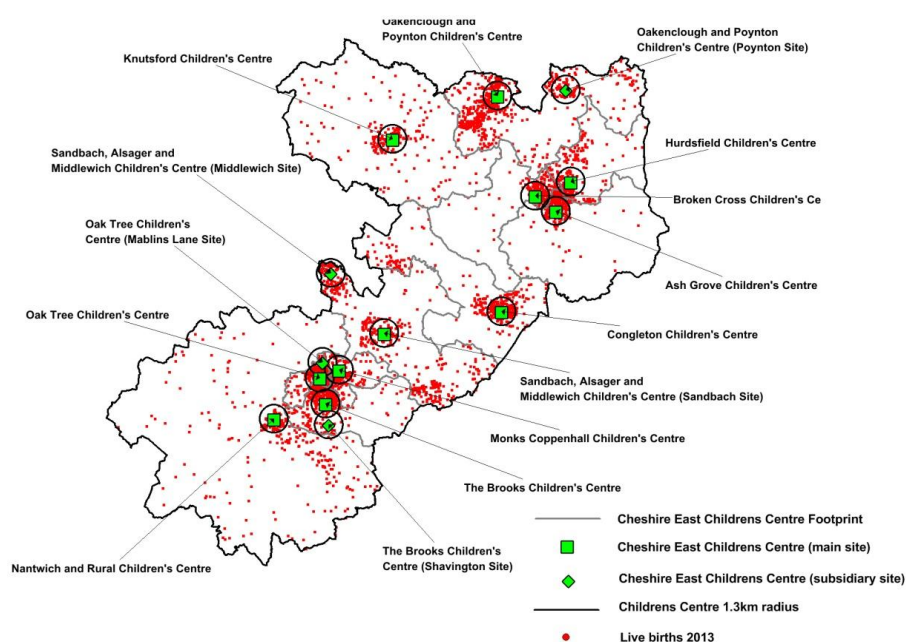 Oakenclough and
Poynton Children's Centre
Oakenclough and Poynton
Children's Centre (Poynton Site)
Knutsford Children's Centre
Hurdsfield Children's Centre
Sandbach, Alsager and
Middlewich Children's Centre (Middlewich Site)
Broken Cross Children's Ce
Oak Tree Children's
Centre (Mablins Lane Site)
Ash Grove Children's Centre
Oak Tree Children's Centre
Congleton Children's Centre
Sandbach, Alsager and
Middlewich Children's Centre (Sandbach Site)
Monks Coppenhall Children's Centre
The Brooks Children's Centre
The Brooks Children's
Centre (Shavington Site)
Nantwich and Rural Children's Centre
Cheshire East Childrens Centre Footprint
Cheshire East Childrens Centre (main site)
Cheshire East Childrens Centre (subsidiary site)
Childrens Centre 1.3km radius
Live births 2013